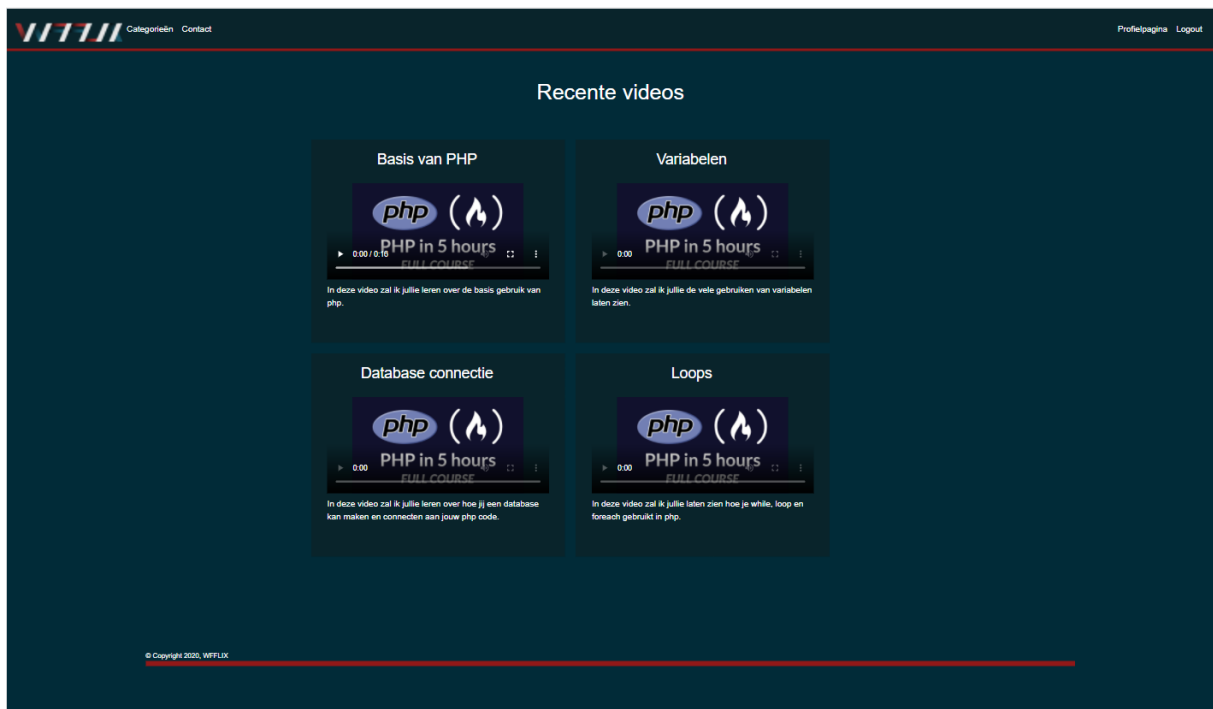 WFFLIX Categorieën Contact Profielpagina Logout
Recente videos
Basis van PHP
php
PHP in 5 hours
FULL COURSE
0:00 / 0:16
In deze video zal ik jullie leren over de basis gebruik van
php.
Variabelen
php
PHP in 5 hours
FULL COURSE
0:00
In deze video zal ik jullie de vele gebruiken van variabelen
laten zien.
Database connectie
php
PHP in 5 hours
FULL COURSE
0:00
In deze video zal ik jullie leren over hoe jij een database
kan maken en connecten aan jouw php code.
Loops
php
PHP in 5 hours
FULL COURSE
0:00
In deze video zal ik jullie laten zien hoe je while, loop en
foreach gebruikt in php.
© Copyright 2020, WFFLIX